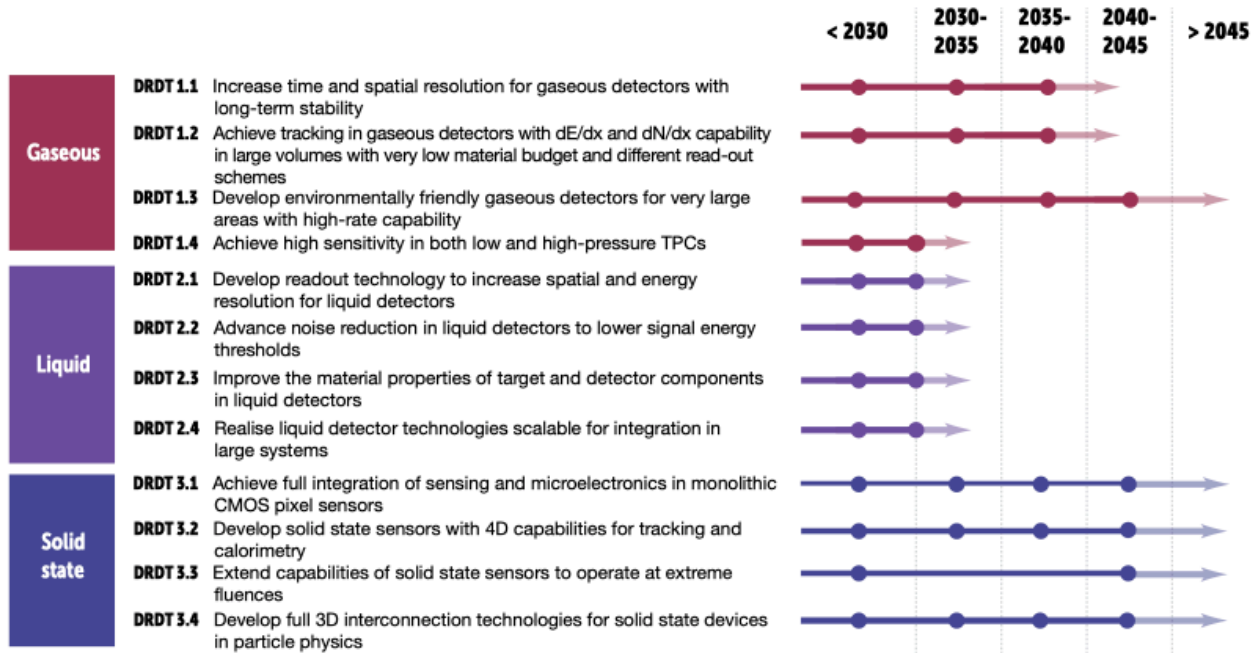 < 2030
2030-
2035
2035-
2040
2040-
2045
> 2045
Gaseous
DRDT 1.1 Increase time and spatial resolution for gaseous detectors with
long-term stability
DRDT 1.2 Achieve tracking in gaseous detectors with dE/dx and dN/dx capability
in large volumes with very low material budget and different read-out
schemes
DRDT 1.3 Develop environmentally friendly gaseous detectors for very large
areas with high-rate capability
DRDT 1.4 Achieve high sensitivity in both low and high-pressure TPCs
Liquid
DRDT 2.1 Develop readout technology to increase spatial and energy
resolution for liquid detectors
DRDT 2.2 Advance noise reduction in liquid detectors to lower signal energy
thresholds
DRDT 2.3 Improve the material properties of target and detector components
in liquid detectors
DRDT 2.4 Realise liquid detector technologies scalable for integration in
large systems
Solid
state
DRDT 3.1 Achieve full integration of sensing and microelectronics in monolithic
CMOS pixel sensors
DRDT 3.2 Develop solid state sensors with 4D capabilities for tracking and
calorimetry
DRDT 3.3 Extend capabilities of solid state sensors to operate at extreme
fluences
DRDT 3.4 Develop full 3D interconnection technologies for solid state devices
in particle physics